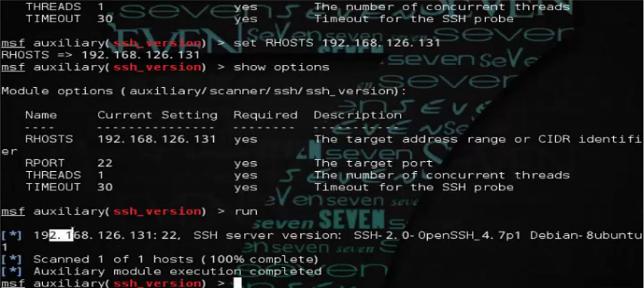 THREADS 1 yes The number of concurrent threads
TIMEOUT 30 yes Timeout for the SSH probe
msf auxiliary(ssh_version) > set RHOSTS 192.168.126.131
RHOSTS => 192.168.126.131
msf auxiliary(ssh_version) > show options
Module options (auxiliary/scanner/ssh/ssh_version):
Name Current Setting Required Description
---- --------------- -------- -----------
RHOSTS 192.168.126.131 yes The target address range or CIDR identifi
er
RPORT 22 yes The target port
THREADS 1 yes The number of concurrent threads
TIMEOUT 30 yes Timeout for the SSH probe
msf auxiliary(ssh_version) > run
[*] 192.168.126.131:22, SSH server version: SSH-2.0-OpenSSH_4.7p1 Debian-8ubuntu
1
[*] Scanned 1 of 1 hosts (100% complete)
[*] Auxiliary module execution completed
msf auxiliary(ssh_version) >